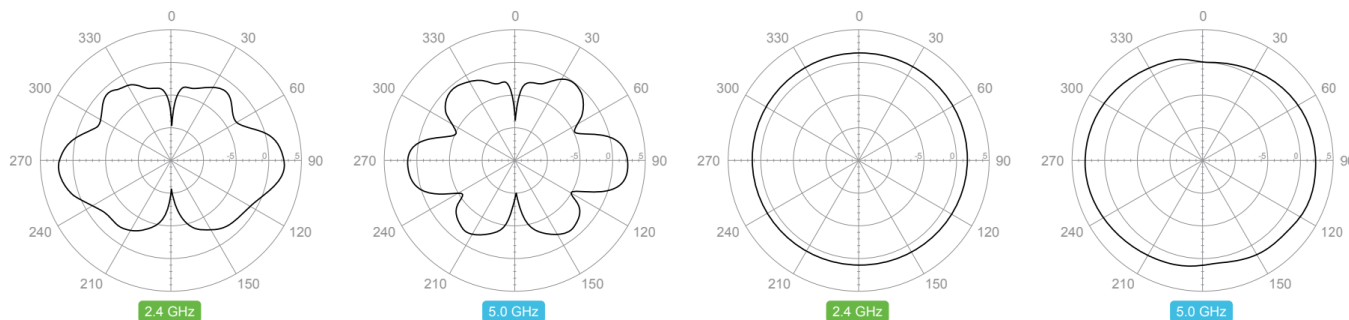 0 0 0 0
330 30 330 30 330 30 330 30
300 60 300 60 300 60 300 60
270 -5 0 5 90 270 -5 0 5 90 270 -5 0 5 90 270 -5 0 5 90
240 120 240 120 240 120 240 120
210 150 210 150 210 150 210 150
2.4 GHz 5.0 GHz 2.4 GHz 5.0 GHz